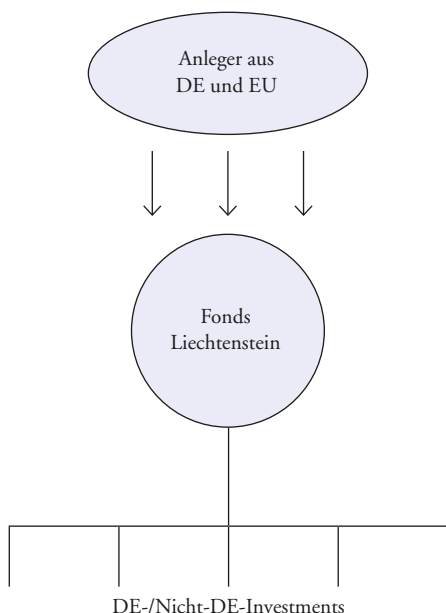 Anleger aus
DE und EU
Fonds
Liechtenstein
DE-/Nicht-DE-Investments